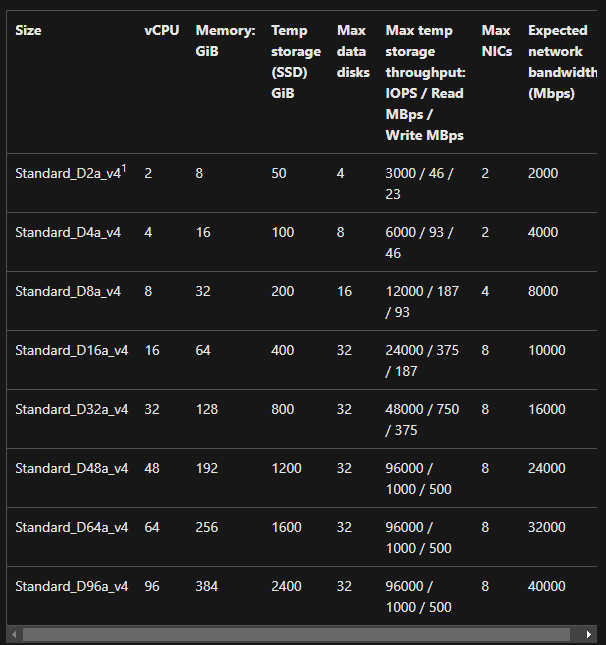 Size vCPU Memory: GiB Temp storage (SSD) GiB Max data disks Max temp storage throughput: IOPS / Read MBps / Write MBps Max NICs Expected network bandwidth (Mbps)
Standard_D2a_v4¹ 2 8 50 4 3000 / 46 / 23 2 2000
Standard_D4a_v4 4 16 100 8 6000 / 93 / 46 2 4000
Standard_D8a_v4 8 32 200 16 12000 / 187 / 93 4 8000
Standard_D16a_v4 16 64 400 32 24000 / 375 / 187 8 10000
Standard_D32a_v4 32 128 800 32 48000 / 750 / 375 8 16000
Standard_D48a_v4 48 192 1200 32 96000 / 1000 / 500 8 24000
Standard_D64a_v4 64 256 1600 32 96000 / 1000 / 500 8 32000
Standard_D96a_v4 96 384 2400 32 96000 / 1000 / 500 8 40000